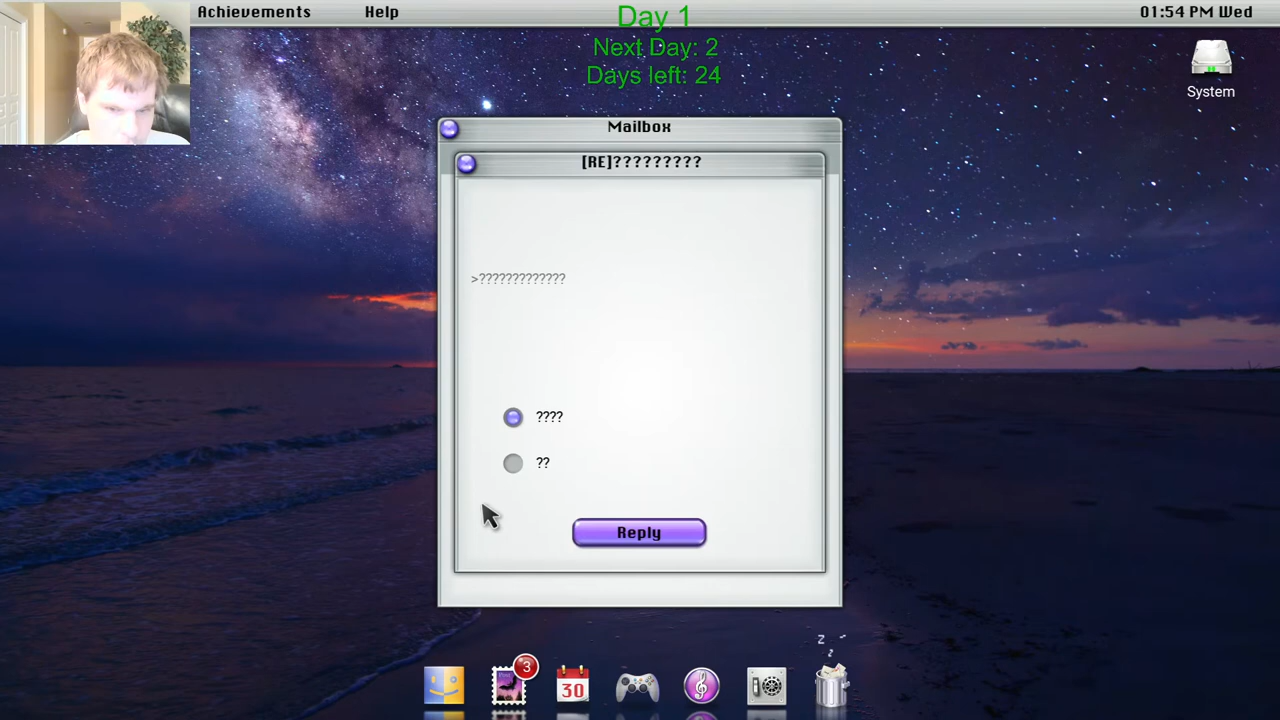 Achievements Help 01:54 PM Wed
Day 1
Next Day: 2
Days left: 24
System
Mailbox
[RE]?????????
>?????????????
????
??
Reply
3
30
z z z